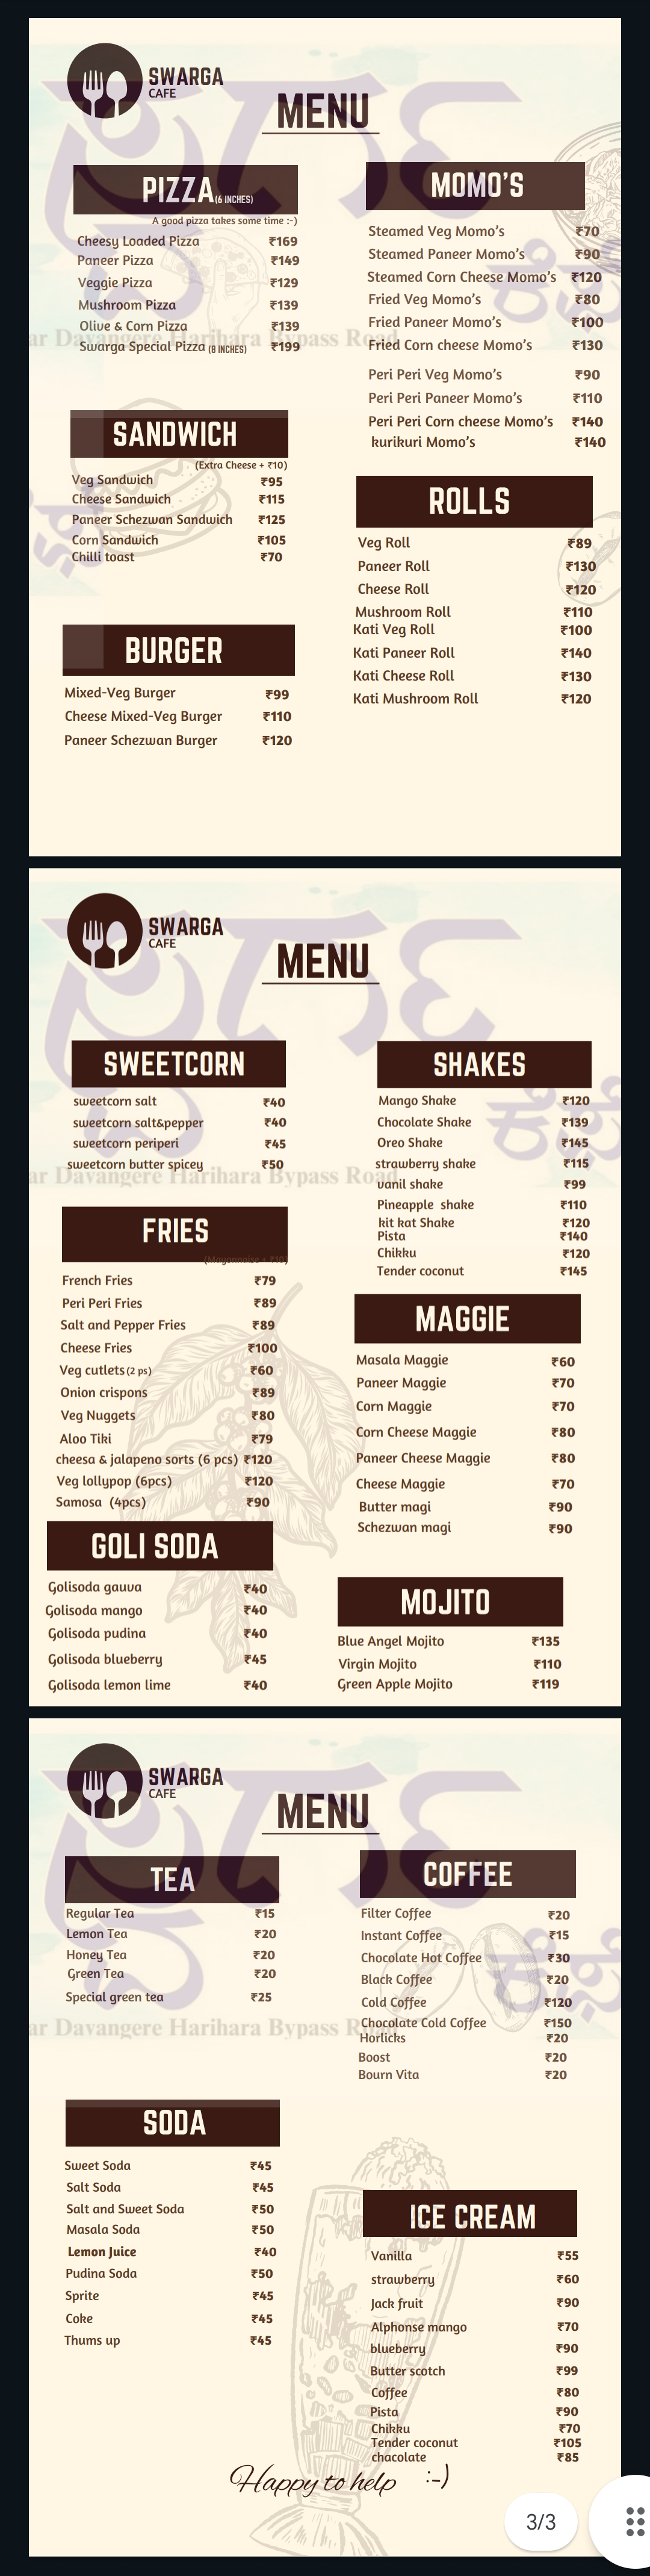 SWARGA
CAFE
MENU
PIZZA (6 INCHES)
A good pizza takes some time :-)
Cheesy Loaded Pizza ₹169
Paneer Pizza ₹149
Veggie Pizza ₹129
Mushroom Pizza ₹139
Olive & Corn Pizza ₹139
Swarga Special Pizza (8 INCHES) ₹199
SANDWICH
(Extra Cheese + ₹10)
Veg Sandwich ₹95
Cheese Sandwich ₹115
Paneer Schezwan Sandwich ₹125
Corn Sandwich ₹105
Chilli toast ₹70
BURGER
Mixed-Veg Burger ₹99
Cheese Mixed-Veg Burger ₹110
Paneer Schezwan Burger ₹120
MOMO'S
Steamed Veg Momo's ₹70
Steamed Paneer Momo's ₹90
Steamed Corn Cheese Momo's ₹120
Fried Veg Momo's ₹80
Fried Paneer Momo's ₹100
Fried Corn cheese Momo's ₹130
Peri Peri Veg Momo's ₹90
Peri Peri Paneer Momo's ₹110
Peri Peri Corn cheese Momo's ₹140
kurikuri Momo's ₹140
ROLLS
Veg Roll ₹89
Paneer Roll ₹130
Cheese Roll ₹120
Mushroom Roll ₹110
Kati Veg Roll ₹100
Kati Paneer Roll ₹140
Kati Cheese Roll ₹130
Kati Mushroom Roll ₹120
ar Davangere Harihara Bypass Road
SWARGA
CAFE
MENU
SWEETCORN
sweetcorn salt ₹40
sweetcorn salt&pepper ₹40
sweetcorn periperi ₹45
sweetcorn butter spicey ₹50
ar Davangere Harihara Bypass Road
FRIES
(Mayonnaise + ₹10)
French Fries ₹79
Peri Peri Fries ₹89
Salt and Pepper Fries ₹89
Cheese Fries ₹100
Veg cutlets (2 ps) ₹60
Onion crispons ₹89
Veg Nuggets ₹80
Aloo Tiki ₹79
cheesa & jalapeno sorts (6 pcs) ₹120
Veg lollypop (6pcs) ₹120
Samosa (4pcs) ₹90
GOLI SODA
Golisoda gauva ₹40
Golisoda mango ₹40
Golisoda pudina ₹40
Golisoda blueberry ₹45
Golisoda lemon lime ₹40
SHAKES
Mango Shake ₹120
Chocolate Shake ₹139
Oreo Shake ₹145
strawberry shake ₹115
vanil shake ₹99
Pineapple shake ₹110
kit kat Shake ₹120
Pista ₹140
Chikku ₹120
Tender coconut ₹145
MAGGIE
Masala Maggie ₹60
Paneer Maggie ₹70
Corn Maggie ₹70
Corn Cheese Maggie ₹80
Paneer Cheese Maggie ₹80
Cheese Maggie ₹70
Butter magi ₹90
Schezwan magi ₹90
MOJITO
Blue Angel Mojito ₹135
Virgin Mojito ₹110
Green Apple Mojito ₹119
SWARGA
CAFE
MENU
TEA
Regular Tea ₹15
Lemon Tea ₹20
Honey Tea ₹20
Green Tea ₹20
Special green tea ₹25
ar Davangere Harihara Bypass Road
SODA
Sweet Soda ₹45
Salt Soda ₹45
Salt and Sweet Soda ₹50
Masala Soda ₹50
Lemon Juice ₹40
Pudina Soda ₹50
Sprite ₹45
Coke ₹45
Thums up ₹45
COFFEE
Filter Coffee ₹20
Instant Coffee ₹15
Chocolate Hot Coffee ₹30
Black Coffee ₹20
Cold Coffee ₹120
Chocolate Cold Coffee ₹150
Horlicks ₹20
Boost ₹20
Bourn Vita ₹20
ICE CREAM
Vanilla ₹55
strawberry ₹60
Jack fruit ₹90
Alphonse mango ₹70
blueberry ₹90
Butter scotch ₹99
Coffee ₹80
Pista ₹90
Chikku ₹70
Tender coconut ₹105
chacolate ₹85
Happy to help :-)
3/3